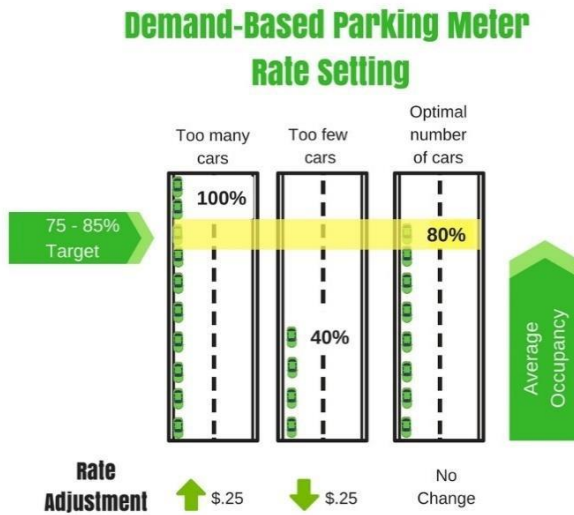 Demand-Based Parking Meter
Rate Setting
Too many
cars
Too few
cars
Optimal
number
of cars
100%
75 - 85%
Target
80%
40%
Average
Occupancy
Rate
Adjustment
$.25
$.25
No
Change